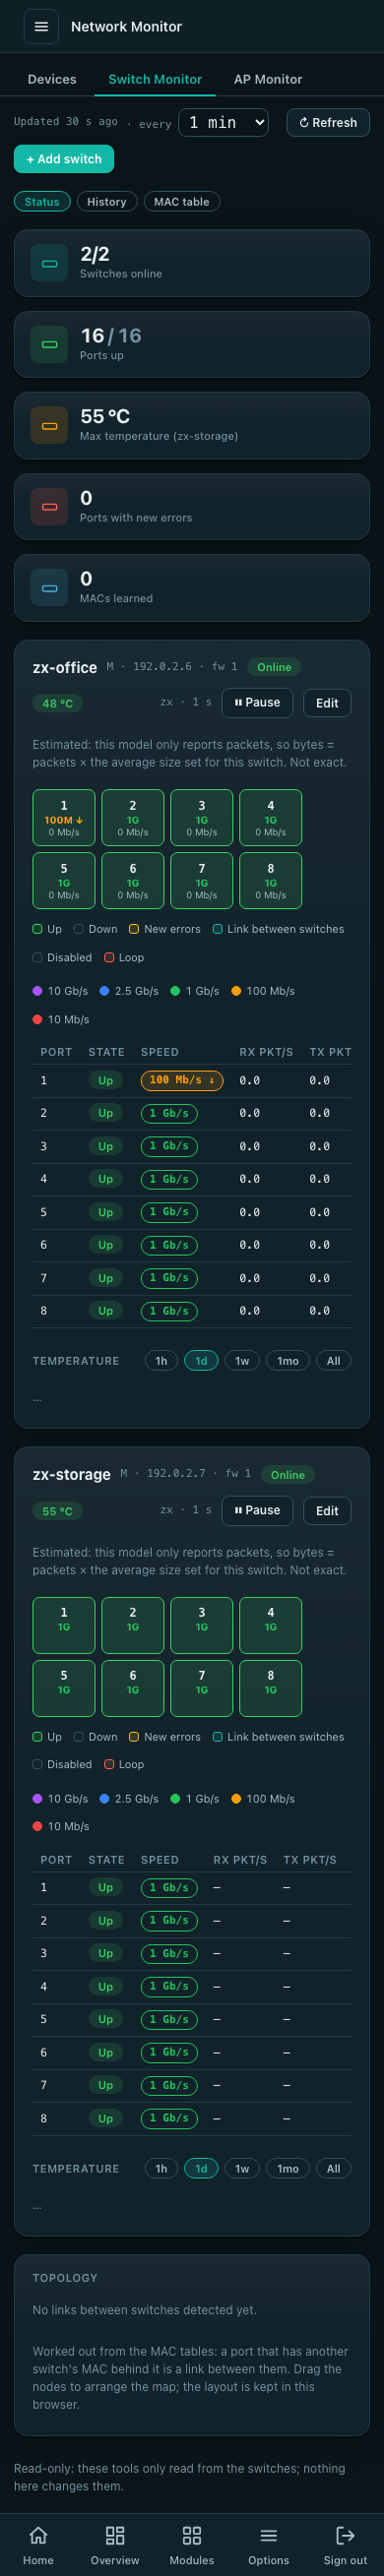 Network Monitor
Devices Switch Monitor AP Monitor
Updated 30 s ago · every 1 min Refresh
+ Add switch
Status History MAC table
2/2
Switches online
16 / 16
Ports up
55 °C
Max temperature (zx-storage)
0
Ports with new errors
0
MACs learned
zx-office M · 192.0.2.6 · fw 1 Online
48 °C zx · 1 s Pause Edit
Estimated: this model only reports packets, so bytes =
packets × the average size set for this switch. Not exact.
1 2 3 4
100M ↓ 1G 1G 1G
0 Mb/s 0 Mb/s 0 Mb/s 0 Mb/s
5 6 7 8
1G 1G 1G 1G
0 Mb/s 0 Mb/s 0 Mb/s 0 Mb/s
Up Down New errors Link between switches
Disabled Loop
10 Gb/s 2.5 Gb/s 1 Gb/s 100 Mb/s
10 Mb/s
PORT STATE SPEED RX PKT/S TX PKT
1 Up 100 Mb/s ↓ 0.0 0.0
2 Up 1 Gb/s 0.0 0.0
3 Up 1 Gb/s 0.0 0.0
4 Up 1 Gb/s 0.0 0.0
5 Up 1 Gb/s 0.0 0.0
6 Up 1 Gb/s 0.0 0.0
7 Up 1 Gb/s 0.0 0.0
8 Up 1 Gb/s 0.0 0.0
TEMPERATURE 1h 1d 1w 1mo All
…
zx-storage M · 192.0.2.7 · fw 1 Online
55 °C zx · 1 s Pause Edit
Estimated: this model only reports packets, so bytes =
packets × the average size set for this switch. Not exact.
1 2 3 4
1G 1G 1G 1G
5 6 7 8
1G 1G 1G 1G
Up Down New errors Link between switches
Disabled Loop
10 Gb/s 2.5 Gb/s 1 Gb/s 100 Mb/s
10 Mb/s
PORT STATE SPEED RX PKT/S TX PKT/S
1 Up 1 Gb/s — —
2 Up 1 Gb/s — —
3 Up 1 Gb/s — —
4 Up 1 Gb/s — —
5 Up 1 Gb/s — —
6 Up 1 Gb/s — —
7 Up 1 Gb/s — —
8 Up 1 Gb/s — —
TEMPERATURE 1h 1d 1w 1mo All
…
TOPOLOGY
No links between switches detected yet.
Worked out from the MAC tables: a port that has another
switch's MAC behind it is a link between them. Drag the
nodes to arrange the map; the layout is kept in this
browser.
Read-only: these tools only read from the switches; nothing
here changes them.
Home Overview Modules Options Sign out